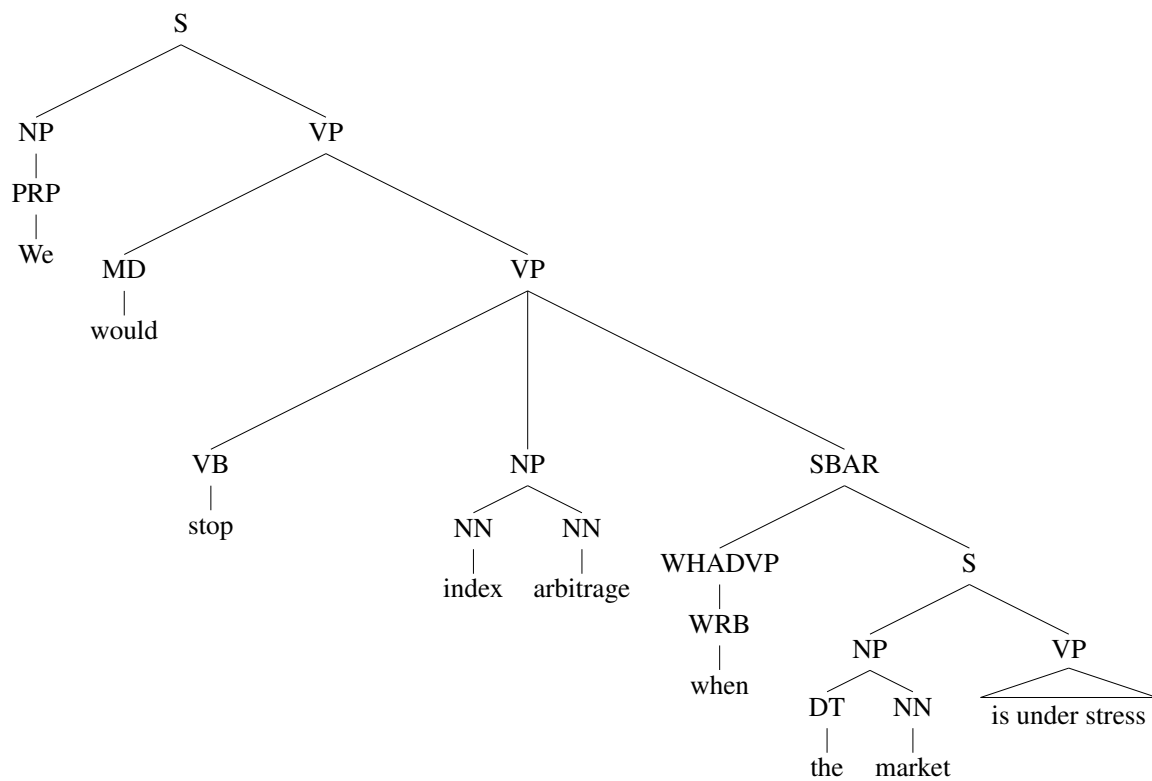 S
NP VP
PRP
We
MD VP
would
VB NP SBAR
stop
NN NN
index arbitrage
WHADVP S
WRB
when
NP VP
DT NN is under stress
the market